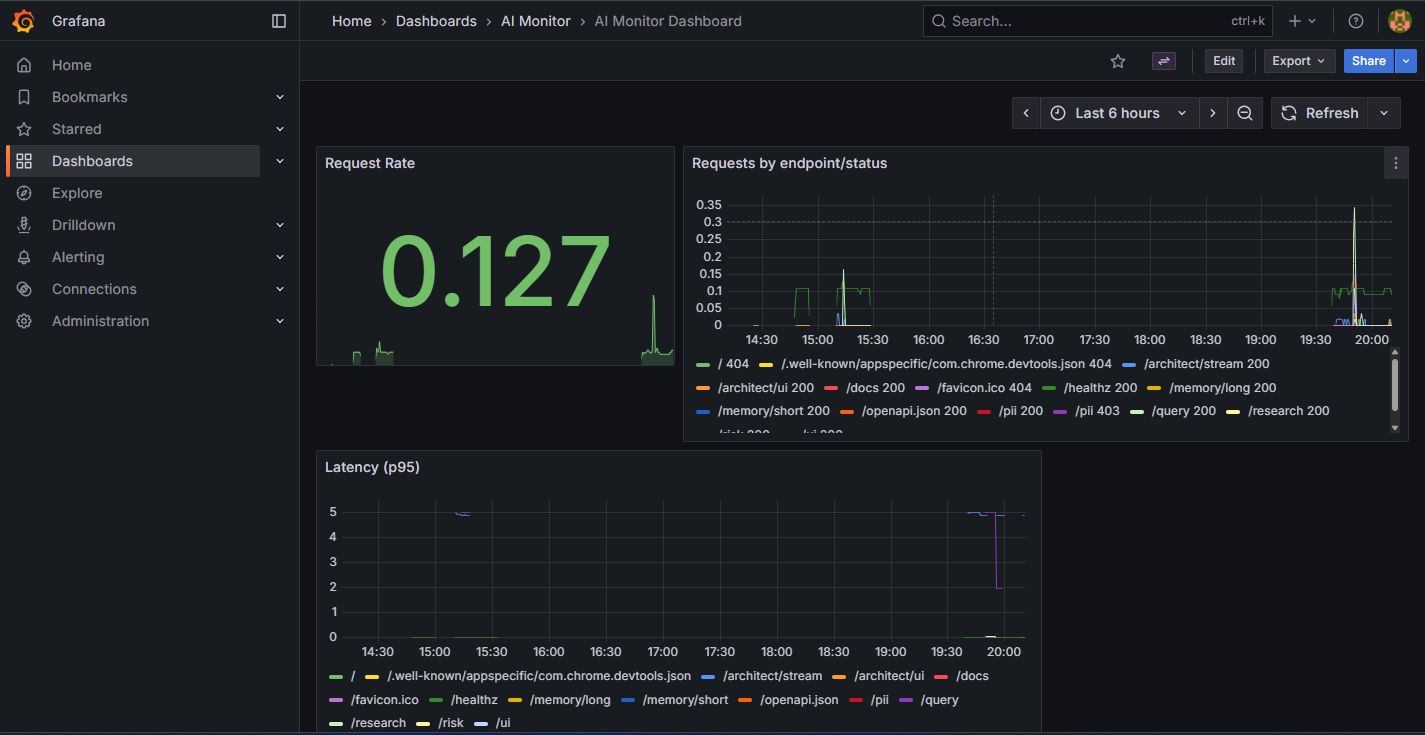 Grafana
Home › Dashboards › AI Monitor › AI Monitor Dashboard
Search...
ctrl+k
Home
Bookmarks
Starred
Dashboards
Explore
Drilldown
Alerting
Connections
Administration
Edit
Export
Share
Last 6 hours
Refresh
Request Rate
0.127
Requests by endpoint/status
0.35
0.3
0.25
0.2
0.15
0.1
0.05
0
14:30 15:00 15:30 16:00 16:30 17:00 17:30 18:00 18:30 19:00 19:30 20:00
/ 404 /.well-known/appspecific/com.chrome.devtools.json 404 /architect/stream 200
/architect/ui 200 /docs 200 /favicon.ico 404 /healthz 200 /memory/long 200
/memory/short 200 /openapi.json 200 /pii 200 /pii 403 /query 200 /research 200
/risk 200 /ui 200
Latency (p95)
5
4
3
2
1
0
14:30 15:00 15:30 16:00 16:30 17:00 17:30 18:00 18:30 19:00 19:30 20:00
/ /.well-known/appspecific/com.chrome.devtools.json /architect/stream /architect/ui /docs
/favicon.ico /healthz /memory/long /memory/short /openapi.json /pii /query
/research /risk /ui